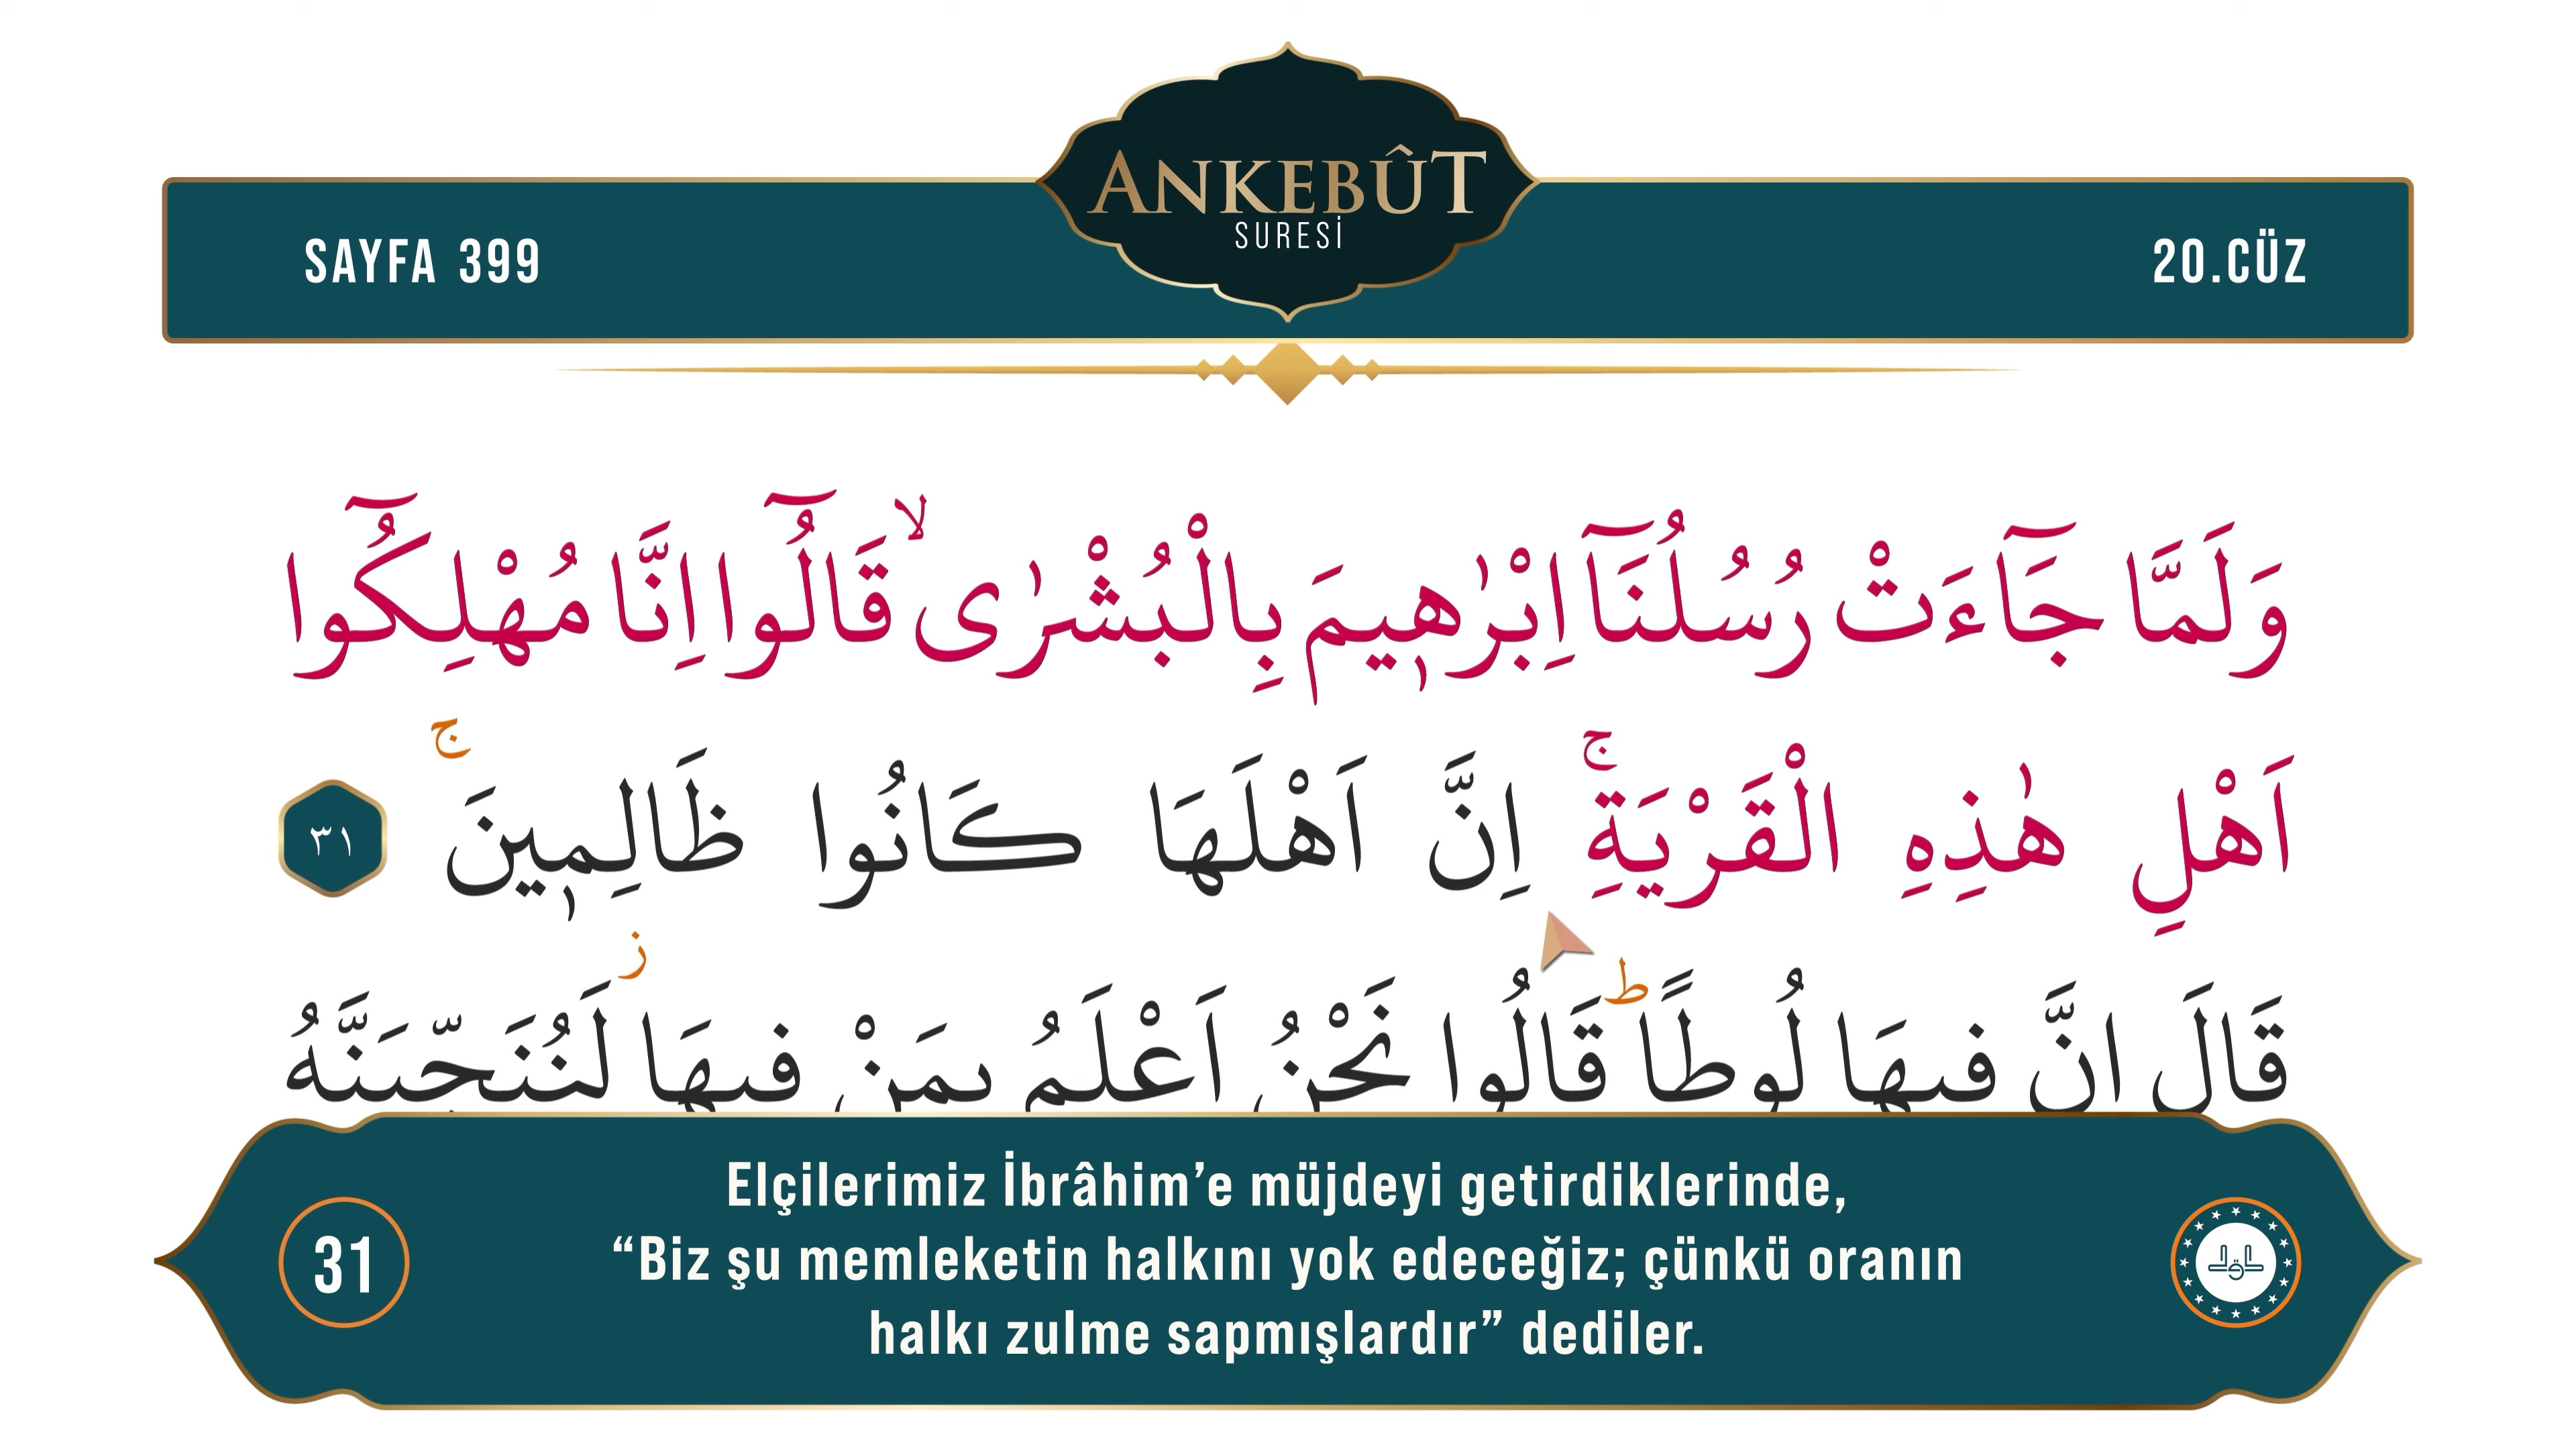 ANKEBÛT
SURESİ
SAYFA 399
20.CÜZ
وَلَمَّا جَٓاءَتْ رُسُلُنَٓا اِبْرٰه۪يمَ بِالْبُشْرٰىۙ قَالُٓوا اِنَّا مُهْلِكُٓوا
اَهْلِ هٰذِهِ الْقَرْيَةِۚ اِنَّ اَهْلَهَا كَانُوا ظَالِم۪ينَۚ ٣١
قَالَ اِنَّ ف۪يهَا لُوطًاۜ قَالُوا نَحْنُ اَعْلَمُ بِمَنْ ف۪يهَاۘ لَنُنَجِّيَنَّهُ
31
Elçilerimiz İbrâhim’e müjdeyi getirdiklerinde,
“Biz şu memleketin halkını yok edeceğiz; çünkü oranın
halkı zulme sapmışlardır” dediler.